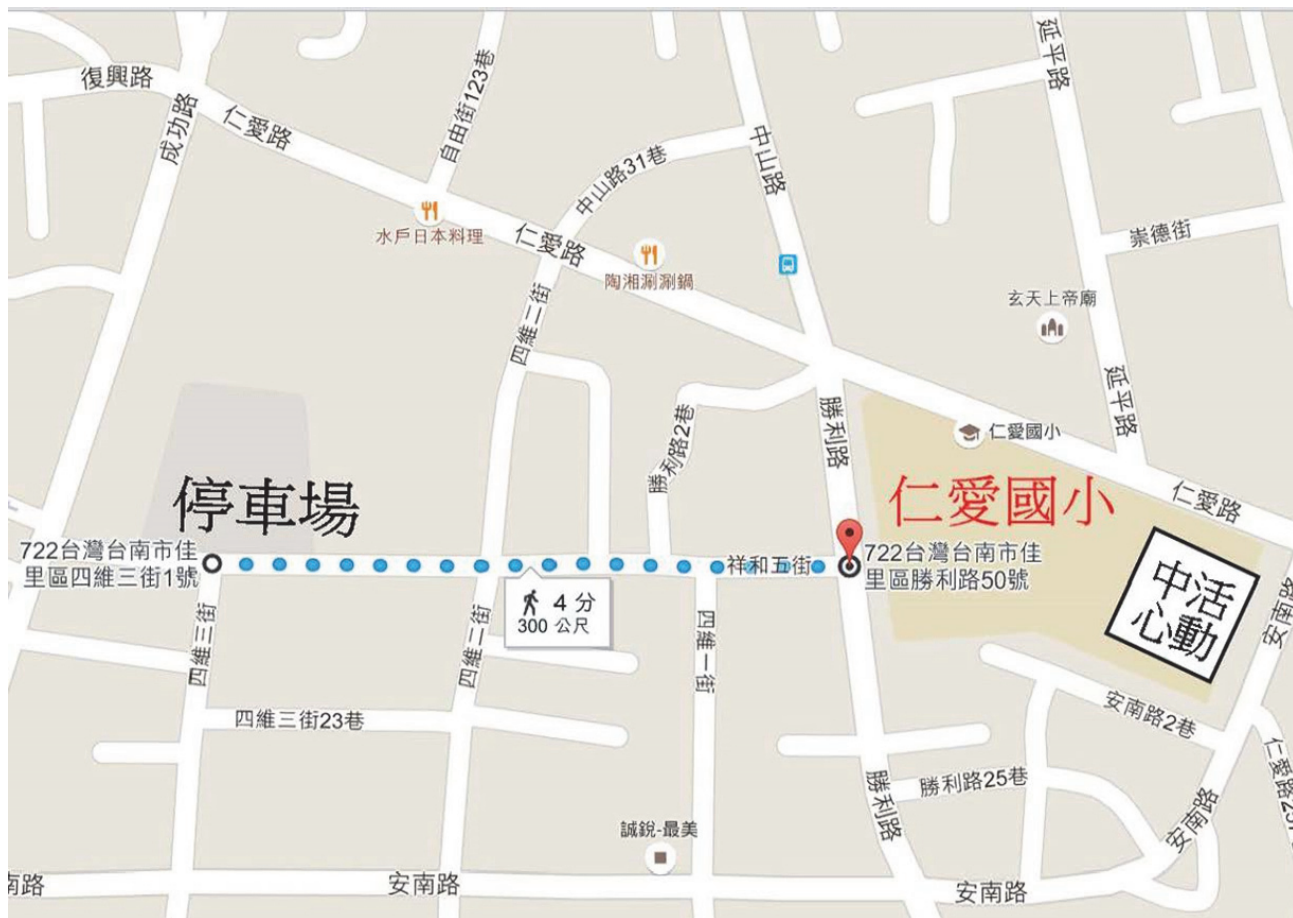 復興路
成功路
仁愛路
自由街123巷
中山路31巷
中山路
延平路
水戶日本料理
仁愛路
陶湘涮涮鍋
崇德街
玄天上帝廟
四維二街
延平路
勝利路
勝利路2巷
仁愛國小
仁愛路
停車場
仁愛國小
722台灣台南市佳
里區四維三街1號
祥和五街
722台灣台南市佳
里區勝利路50號
4 分
300 公尺
中活
心動
安南路
四維三街
四維二街
四維一街
四維三街23巷
安南路2巷
勝利路25巷
勝利路
安南路
誠銳-最美
南路
安南路
安南路